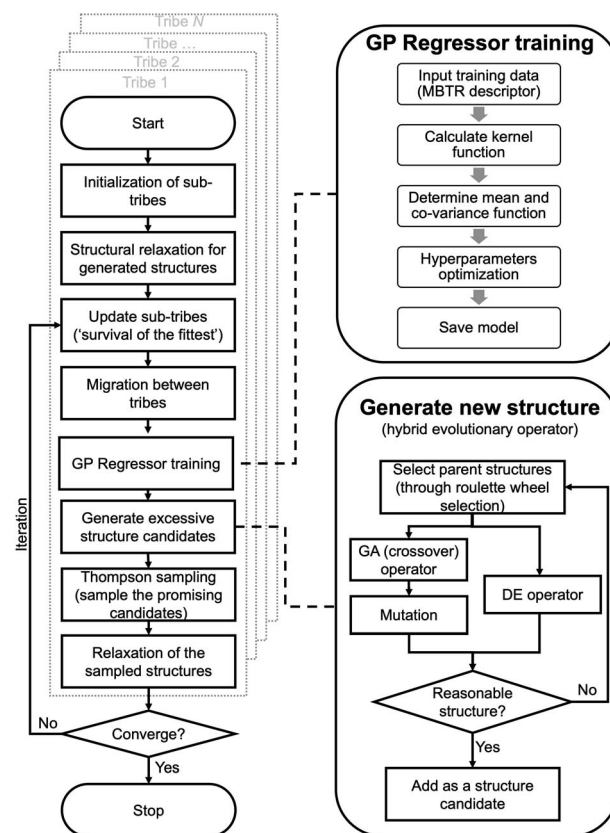 Tribe N
Tribe ...
Tribe 2
Tribe 1
Start
Initialization of sub-
tribes
Structural relaxation for
generated structures
Update sub-tribes
('survival of the fittest')
Migration between
tribes
GP Regressor training
Generate excessive
structure candidates
Thompson sampling
(sample the promising
candidates)
Relaxation of the
sampled structures
Converge?
No
Yes
Stop
Iteration
GP Regressor training
Input training data
(MBTR descriptor)
Calculate kernel
function
Determine mean and
co-variance function
Hyperparameters
optimization
Save model
Generate new structure
(hybrid evolutionary operator)
Select parent structures
(through roulette wheel
selection)
GA (crossover)
operator
Mutation
DE operator
Reasonable
structure?
No
Yes
Add as a structure
candidate